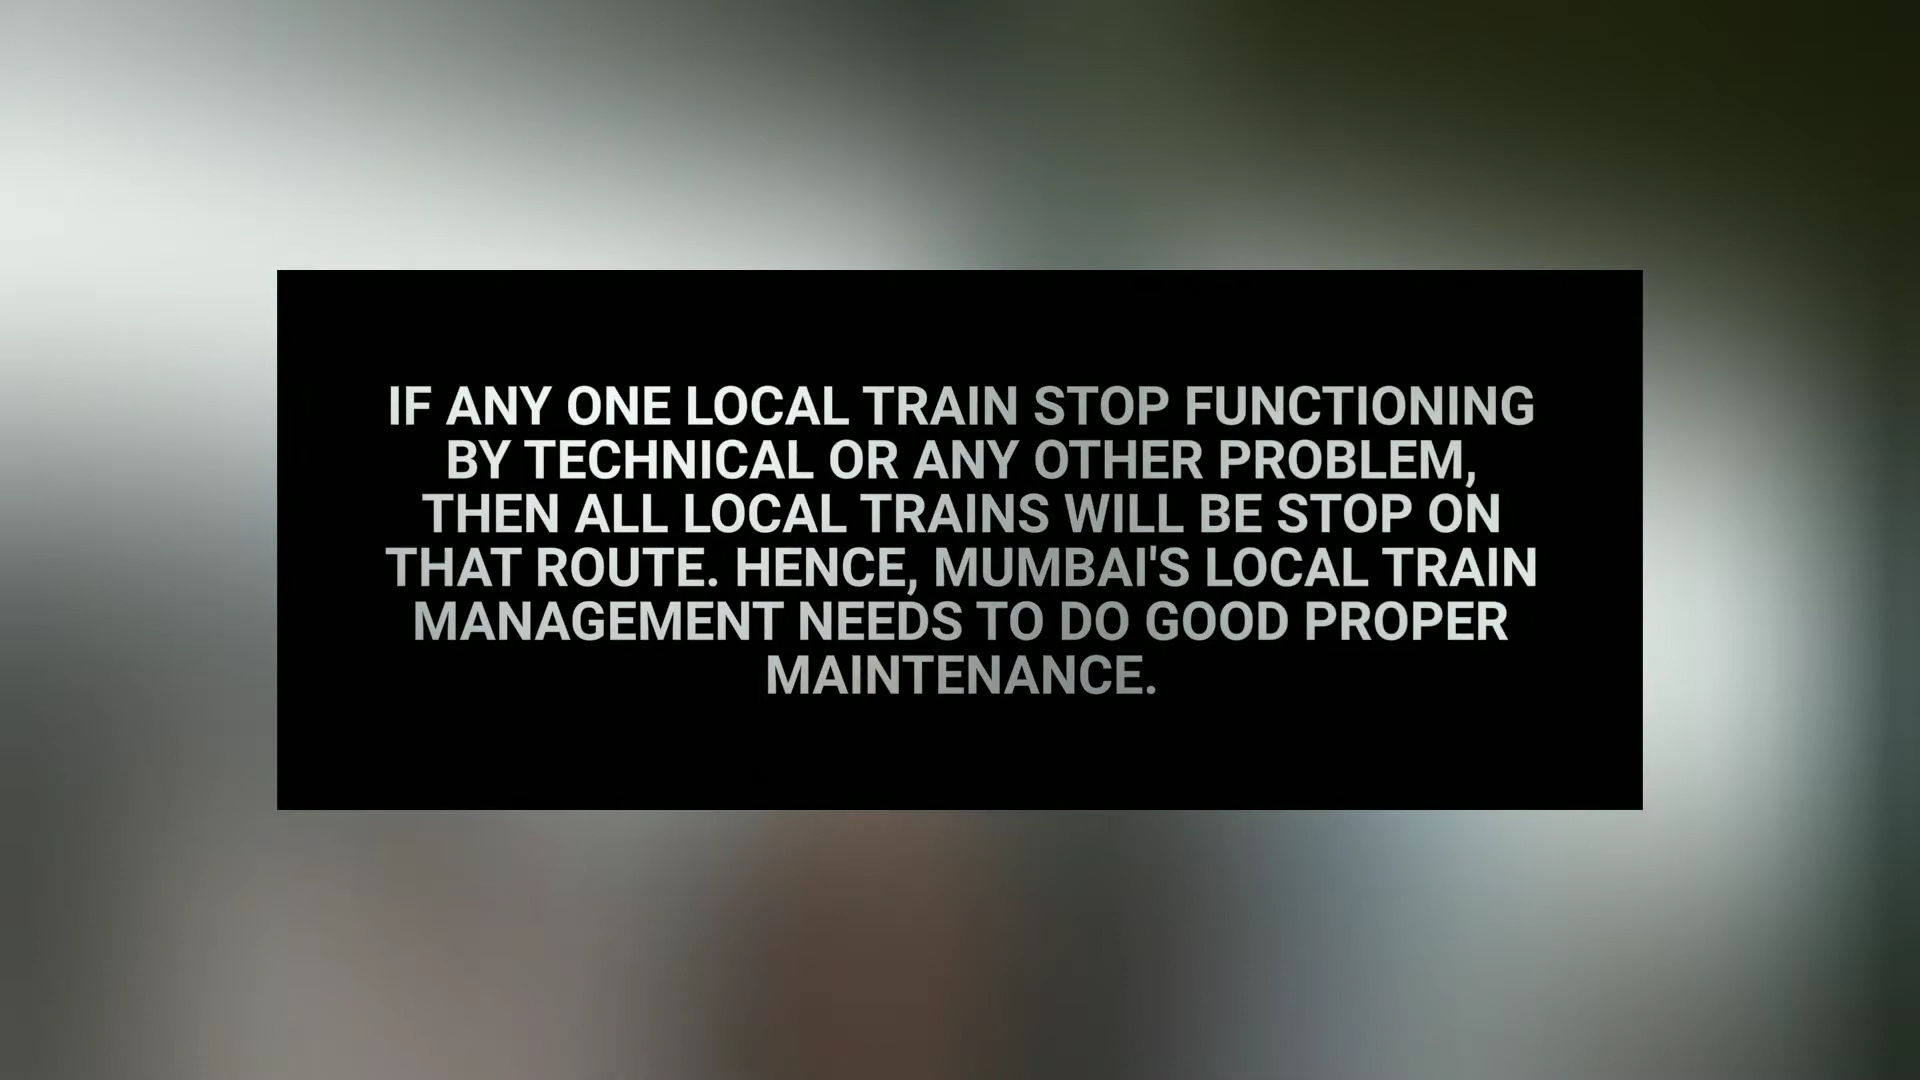 IF ANY ONE LOCAL TRAIN STOP FUNCTIONING
BY TECHNICAL OR ANY OTHER PROBLEM,
THEN ALL LOCAL TRAINS WILL BE STOP ON
THAT ROUTE. HENCE, MUMBAI'S LOCAL TRAIN
MANAGEMENT NEEDS TO DO GOOD PROPER
MAINTENANCE.